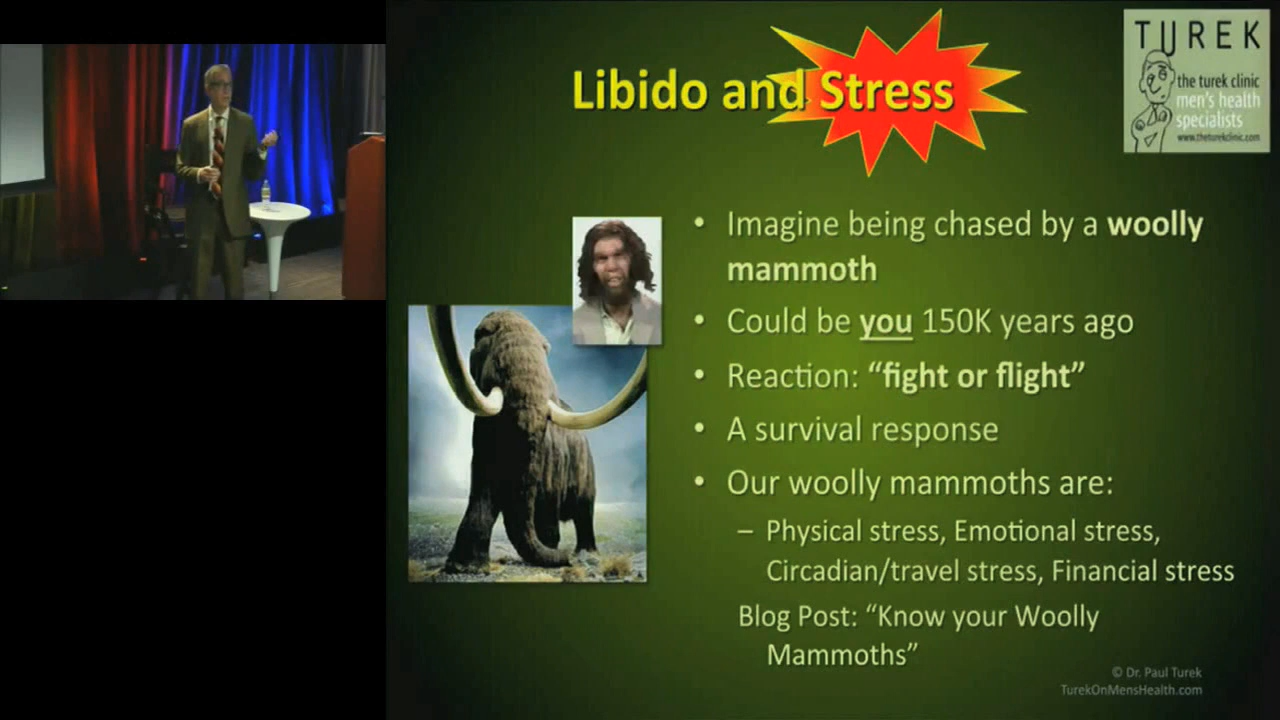 Libido and Stress
TUREK
the turek clinic
men's health
specialists
www.theturekclinic.com
• Imagine being chased by a woolly
mammoth
• Could be you 150K years ago
• Reaction: “fight or flight”
• A survival response
• Our woolly mammoths are:
– Physical stress, Emotional stress,
Circadian/travel stress, Financial stress
Blog Post: “Know your Woolly
Mammoths”
© Dr. Paul Turek
TurekOnMensHealth.com